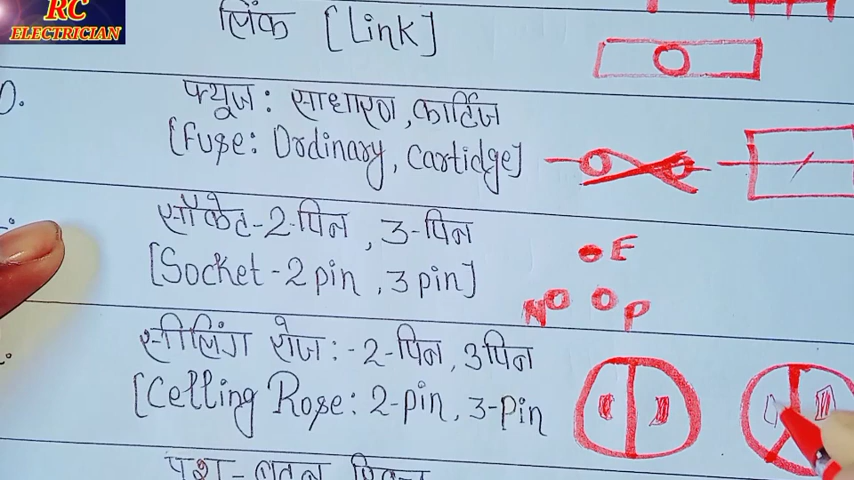 RC
ELECTRICIAN
लिंक [Link]
फ्यूज : साधारण, कार्टिज
[Fuse: Ordinary, Cartidge]
सॉकेट-2-पिन, 3-पिन
[Socket - 2 pin, 3 pin]
E
N P
सीलिंग रोज :- 2-पिन, 3पिन
[Celling Rose: 2-pin, 3-pin